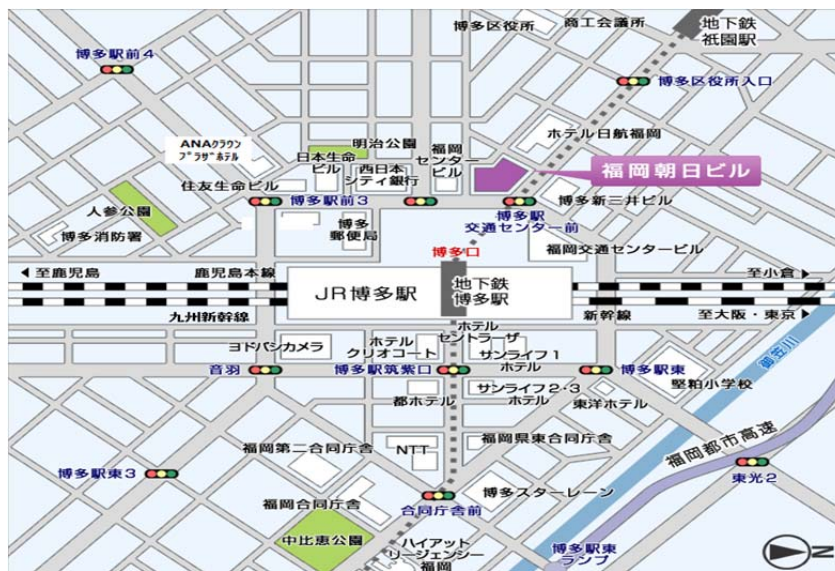 博多区役所
商工会議所
地下鉄
祇園駅
博多駅前4
博多区役所入口
ANAクラウン
プラザホテル
明治公園
ホテル日航福岡
日本生命
ビル
西日本
シティ銀行
福岡
センター
ビル
福岡朝日ビル
住友生命ビル
博多駅前3
博多駅
交通センター前
博多新三井ビル
人参公園
博多消防署
博多
郵便局
博多口
福岡交通センタービル
至鹿児島
鹿児島本線
至小倉
JR博多駅
地下鉄
博多駅
九州新幹線
新幹線
至大阪・東京
ヨドバシカメラ
ホテル
クリオコート
ホテル
セントラーザ
サンライフ1
ホテル
御笠川
音羽
博多駅筑紫口
博多駅東
堅粕小学校
都ホテル
サンライフ2・3
ホテル
東洋ホテル
福岡第二合同庁舎
NTT
福岡県東合同庁舎
福岡都市高速
博多駅東3
東光2
福岡合同庁舎
合同庁舎前
博多スターレーン
中比恵公園
ハイアット
リージェンシー
福岡
博多駅東
ランプ
N